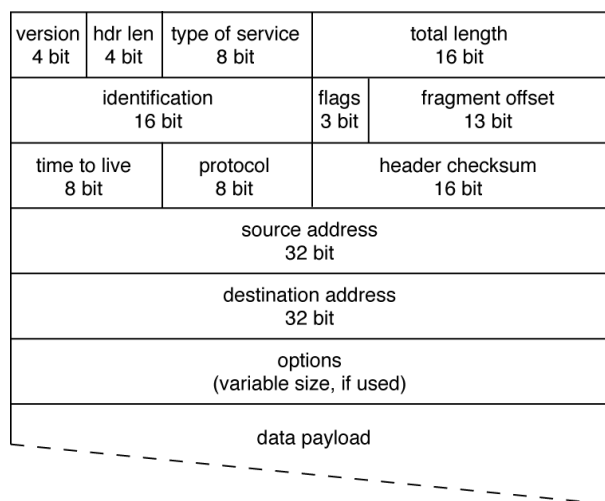 version hdr len type of service total length
4 bit 4 bit 8 bit 16 bit
identification flags fragment offset
16 bit 3 bit 13 bit
time to live protocol header checksum
8 bit 8 bit 16 bit
source address
32 bit
destination address
32 bit
options
(variable size, if used)
data payload